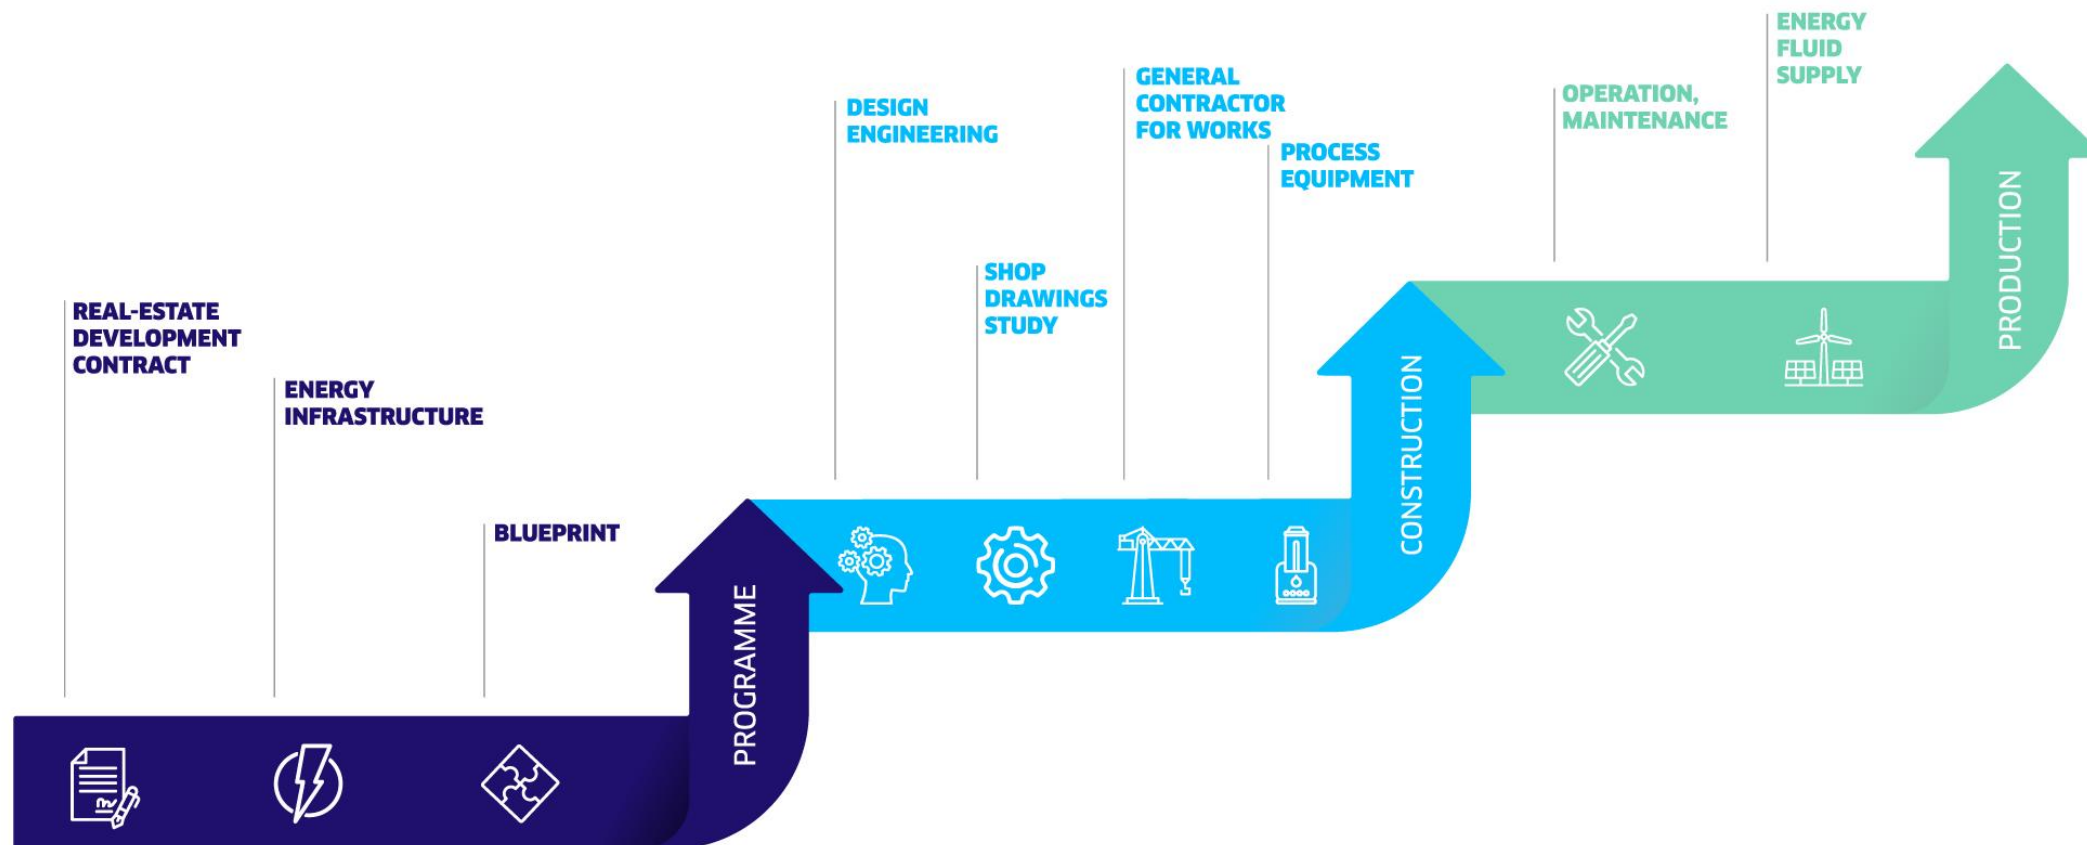 REAL-ESTATE
DEVELOPMENT
CONTRACT
ENERGY
INFRASTRUCTURE
BLUEPRINT
PROGRAMME
DESIGN
ENGINEERING
SHOP
DRAWINGS
STUDY
GENERAL
CONTRACTOR
FOR WORKS
PROCESS
EQUIPMENT
CONSTRUCTION
OPERATION,
MAINTENANCE
ENERGY
FLUID
SUPPLY
PRODUCTION